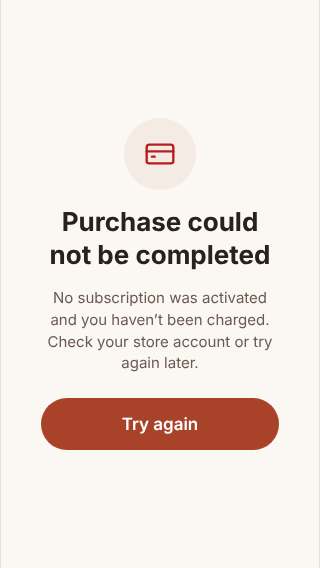 Purchase could
not be completed
No subscription was activated
and you haven’t been charged.
Check your store account or try
again later.
Try again